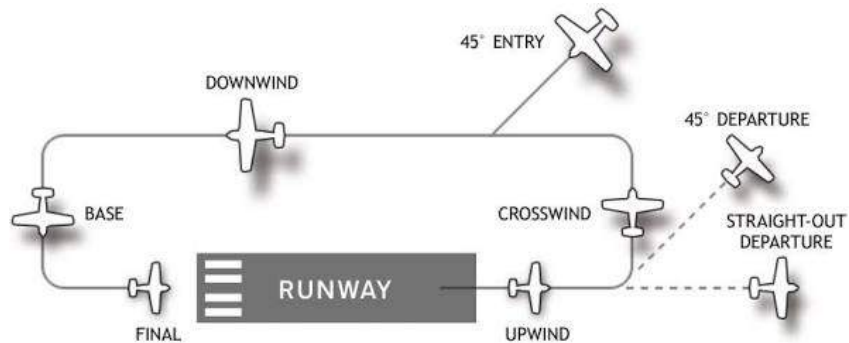 45° ENTRY
DOWNWIND
45° DEPARTURE
BASE
CROSSWIND
STRAIGHT-OUT
DEPARTURE
RUNWAY
FINAL
UPWIND